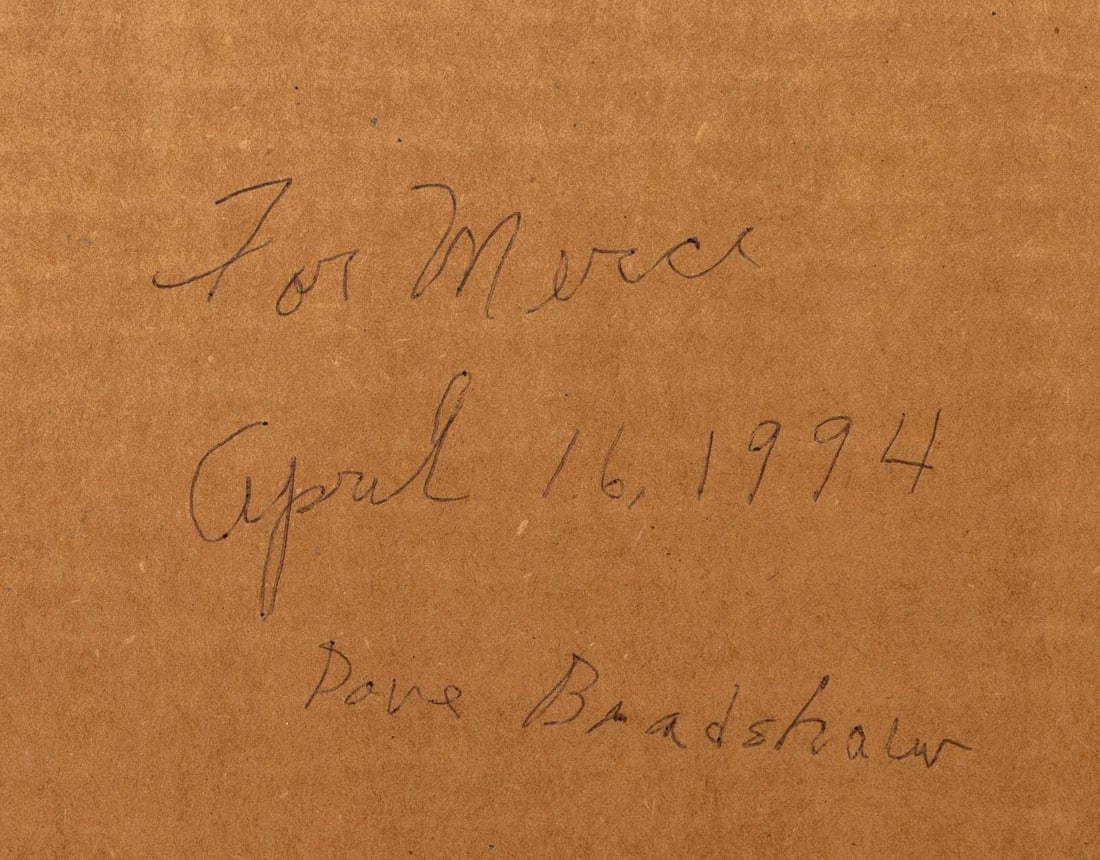 For Merce
April 16, 1994
Dove Bradshaw